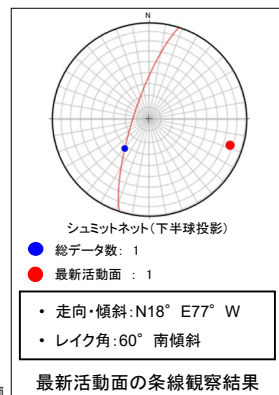 N
シュミットネット(下半球投影)
総データ数: 1
最新活動面 : 1
・ 走向・傾斜:N18° E77° W
・ レイク角:60° 南傾斜
最新活動面の条線観察結果